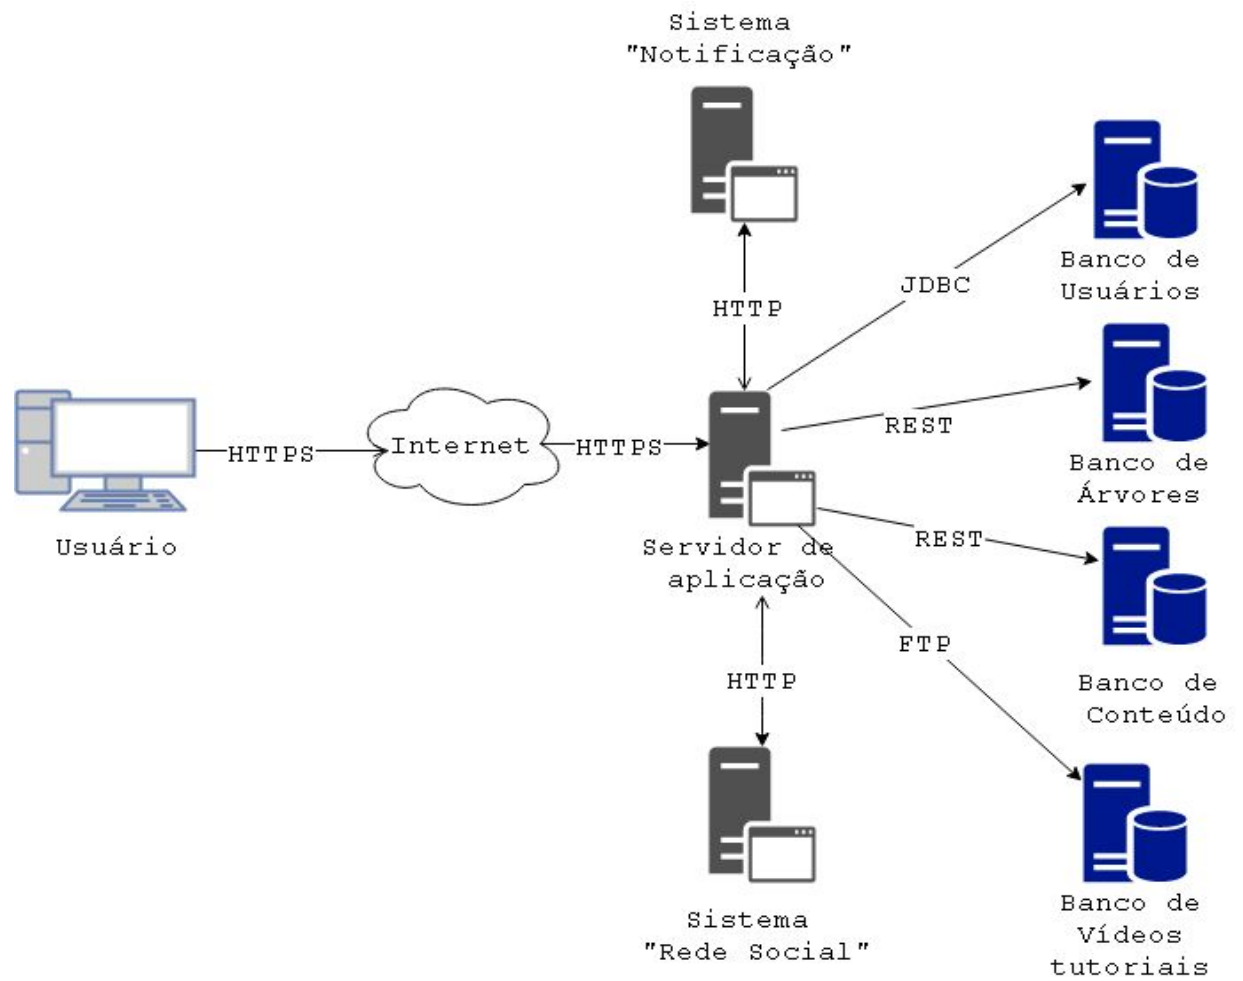 Sistema
"Notificação"
Banco de
Usuários
JDBC
HTTP
REST
Banco de
Árvores
HTTPS
Internet
HTTPS
Usuário
Servidor de
aplicação
REST
FTP
HTTP
Banco de
Conteúdo
Sistema
"Rede Social"
Banco de
Vídeos
tutoriais